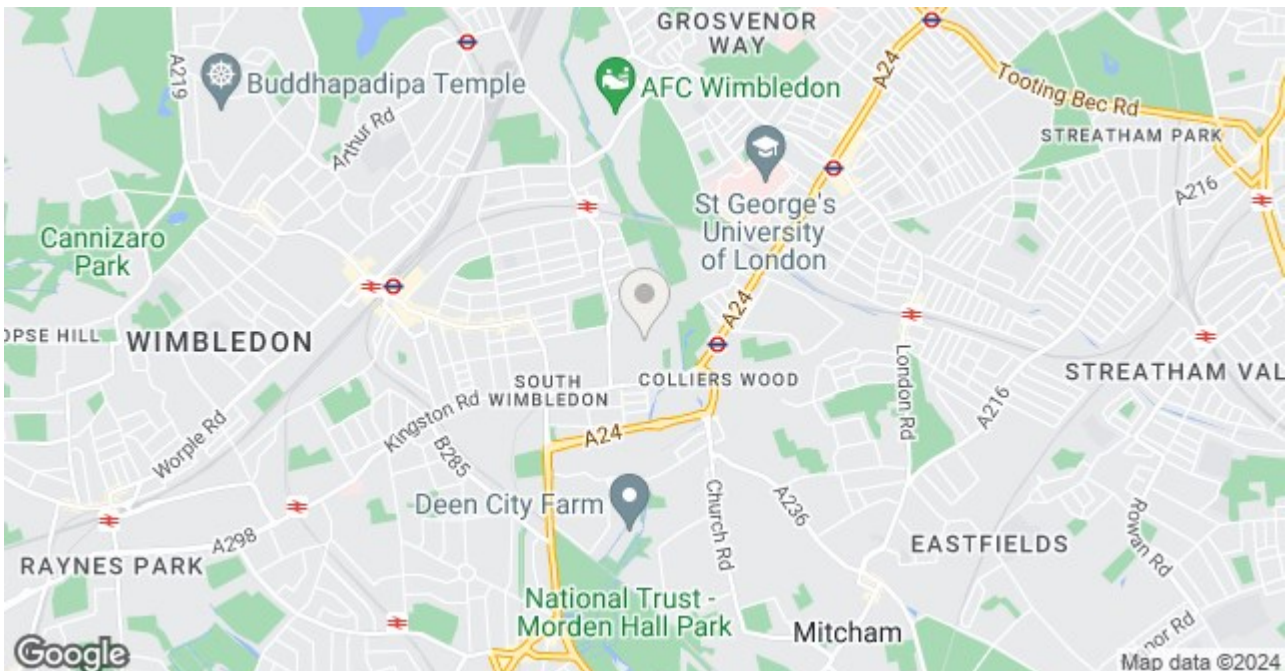 GROSVENOR
WAY
A219
Buddhapadipa Temple
AFC Wimbledon
A24
Tooting Bec Rd
Arthur Rd
STREATHAM PARK
A216
St George's
University
of London
Cannizaro
Park
A24
OPSE HILL
WIMBLEDON
COLLIERS WOOD
London Rd
STREATHAM VAL
SOUTH
WIMBLEDON
Kingston Rd
A216
Worple Rd
B285
A24
Deen City Farm
Church Rd
A236
Rowan Rd
A298
EASTFIELDS
RAYNES PARK
National Trust -
Morden Hall Park
Mitcham
nor Rd
Google
Map data ©2024